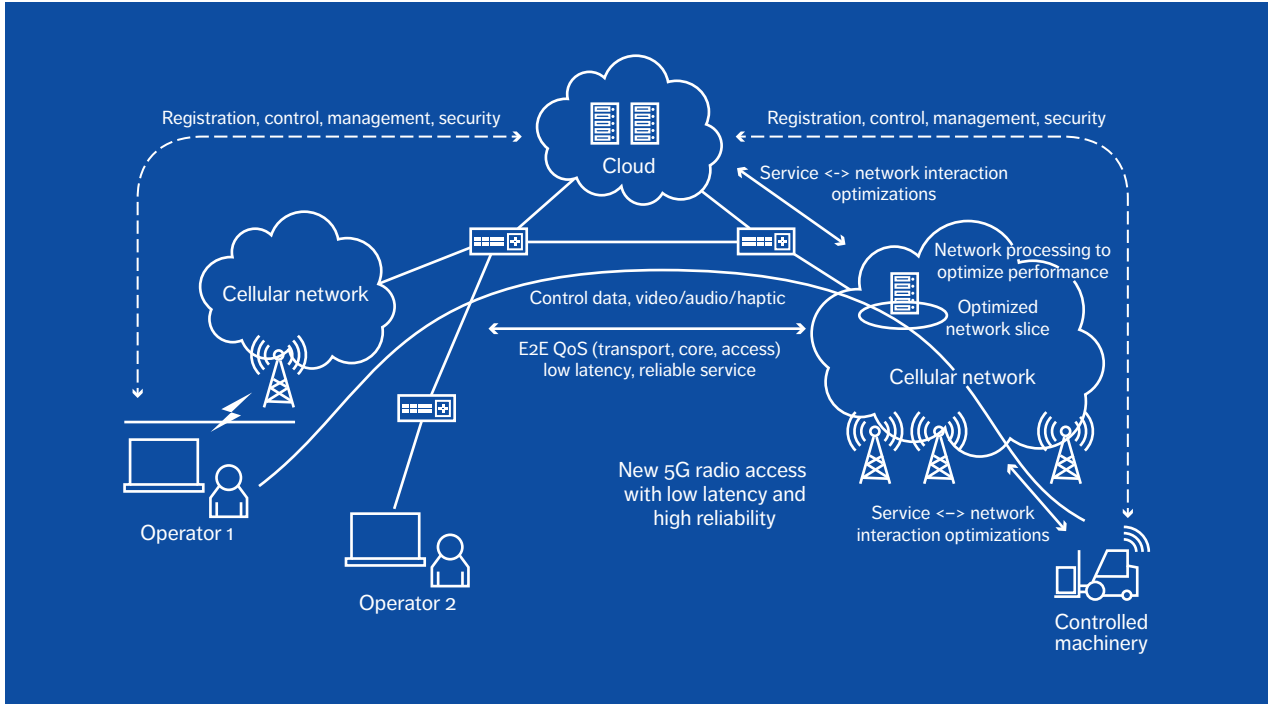 Registration, control, management, security
Registration, control, management, security
Cloud
Service <-> network interaction
optimizations
Cellular network
Network processing to
optimize performance
Control data, video/audio/haptic
Optimized
network slice
E2E QoS (transport, core, access)
low latency, reliable service
Cellular network
New 5G radio access
with low latency and
high reliability
Service <–> network
interaction optimizations
Operator 1
Operator 2
Controlled
machinery